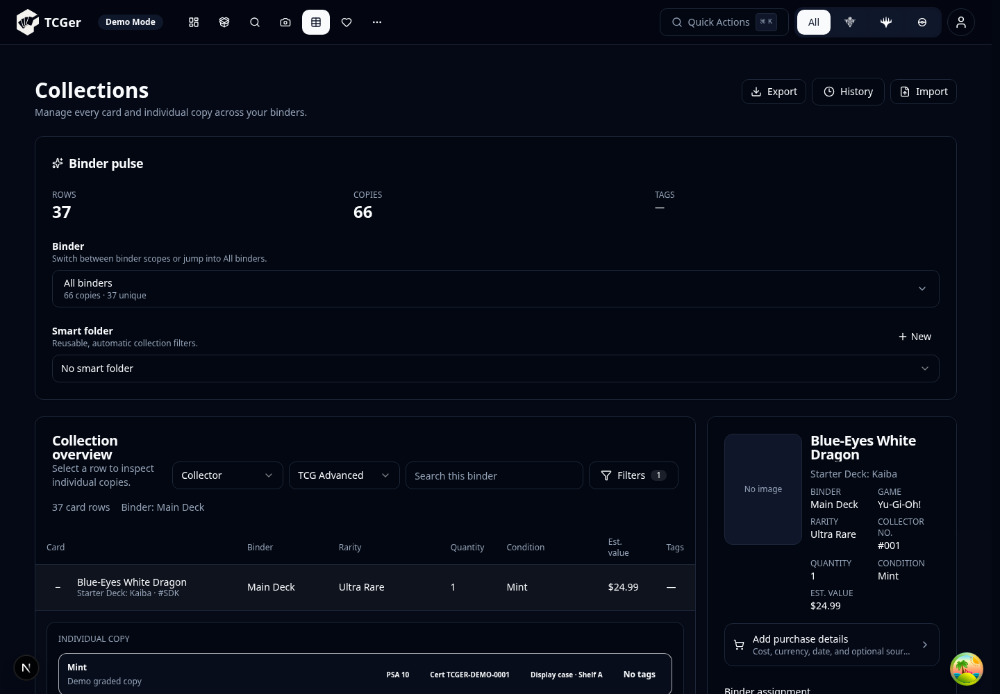 TCGer
Demo Mode
Quick Actions
⌘ K
All
Collections
Manage every card and individual copy across your binders.
Export
History
Import
Binder pulse
ROWS
37
COPIES
66
TAGS
—
Binder
Switch between binder scopes or jump into All binders.
All binders
66 copies · 37 unique
Smart folder
Reusable, automatic collection filters.
New
No smart folder
Collection
overview
Select a row to inspect
individual copies.
Collector
TCG Advanced
Search this binder
Filters
1
37 card rows
Binder: Main Deck
Card
Binder
Rarity
Quantity
Condition
Est.
value
Tags
–
Blue-Eyes White Dragon
Starter Deck: Kaiba · #SDK
Main Deck
Ultra Rare
1
Mint
$24.99
—
INDIVIDUAL COPY
Mint
Demo graded copy
PSA 10
Cert TCGER-DEMO-0001
Display case · Shelf A
No tags
No image
Blue-Eyes White
Dragon
Starter Deck: Kaiba
BINDER
Main Deck
GAME
Yu-Gi-Oh!
RARITY
Ultra Rare
COLLECTOR
NO.
#001
QUANTITY
1
CONDITION
Mint
EST. VALUE
$24.99
Add purchase details
Cost, currency, date, and optional sour...
Binder assignment
N